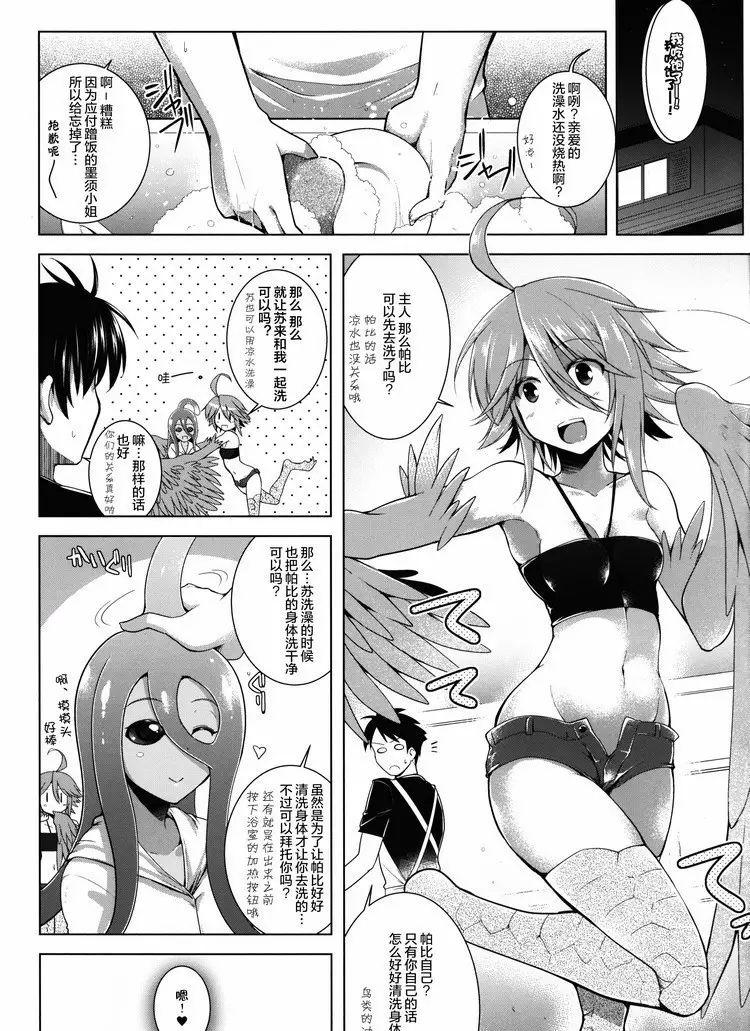 我吃饱了—!
我吃饱了—!
啊咧?亲爱的
洗澡水还没烧热啊?
好冷!
啊—糟糕
因为应付蹭饭的墨须小姐
所以给忘掉了…
抱歉呢
主人 那么帕比
可以先去洗了吗?
帕比的话
凉水也没关系哦
帕比自己?
只有你自己的话
怎么好好清洗身体
那么 那么
就让苏来和我一起洗
可以吗?
苏也可以用凉水洗澡
哇—
嘛…那样的话
也好
你们的关系真好啊
那么…苏洗澡的时候
也把帕比的身体洗干净
可以吗?
啊,摸摸头
好棒
虽然是为了让帕比好好
清洗身体才让你去洗的…
不过可以拜托你吗?
还有就是在出来之前
按下浴室的加热按钮哦
嗯!♥